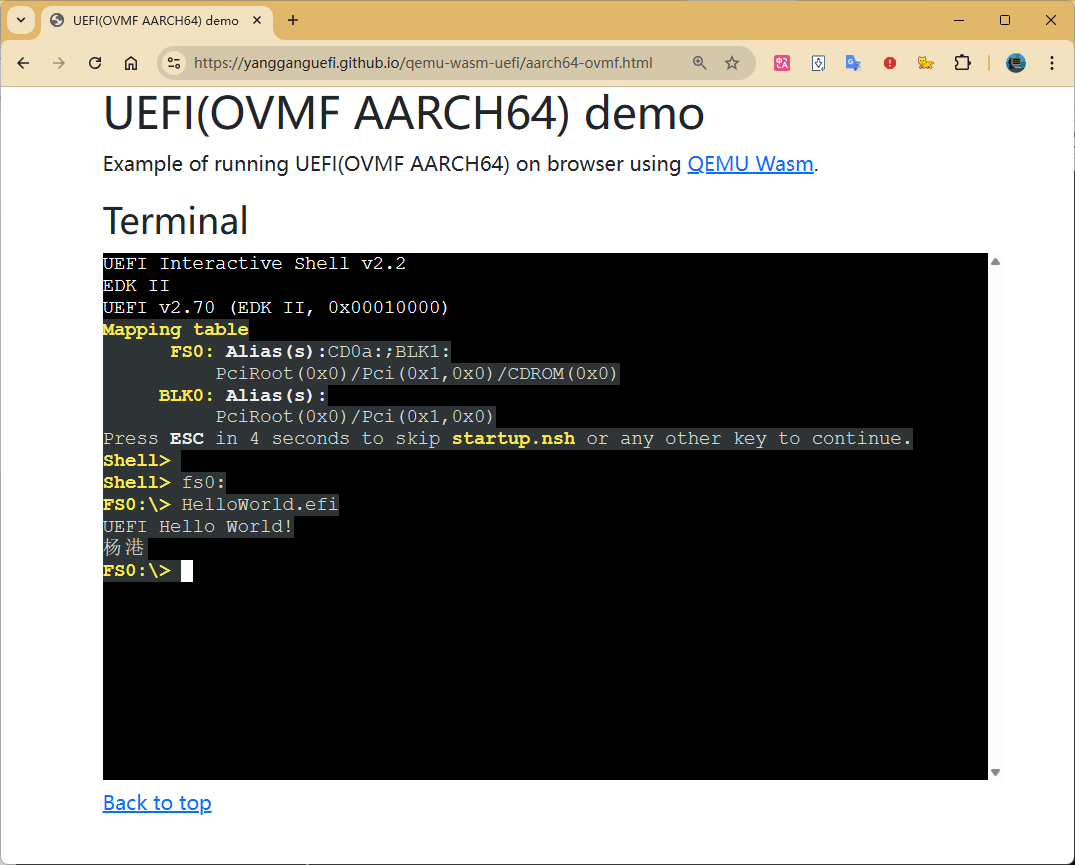 UEFI(OVMF AARCH64) demo
https://yangganguefi.github.io/qemu-wasm-uefi/aarch64-ovmf.html
UEFI(OVMF AARCH64) demo
Example of running UEFI(OVMF AARCH64) on browser using QEMU Wasm.
Terminal
UEFI Interactive Shell v2.2
EDK II
UEFI v2.70 (EDK II, 0x00010000)
Mapping table
FS0: Alias(s):CD0a:;BLK1:
PciRoot(0x0)/Pci(0x1,0x0)/CDROM(0x0)
BLK0: Alias(s):
PciRoot(0x0)/Pci(0x1,0x0)
Press ESC in 4 seconds to skip startup.nsh or any other key to continue.
Shell>
Shell> fs0:
FS0:\> HelloWorld.efi
UEFI Hello World!
杨港
FS0:\>
Back to top